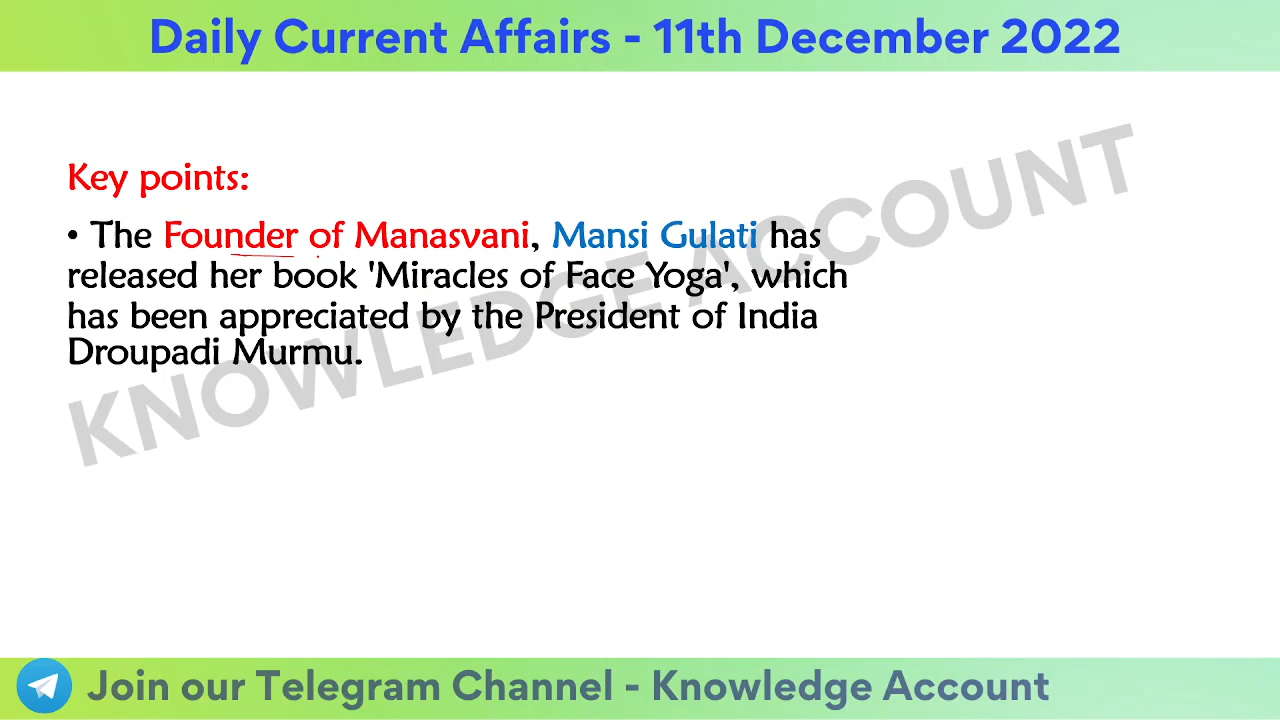 Daily Current Affairs - 11th December 2022
Key points:
• The Founder of Manasvani, Mansi Gulati has
released her book 'Miracles of Face Yoga', which
has been appreciated by the President of India
Droupadi Murmu.
KNOWLEDGE ACCOUNT
Join our Telegram Channel - Knowledge Account